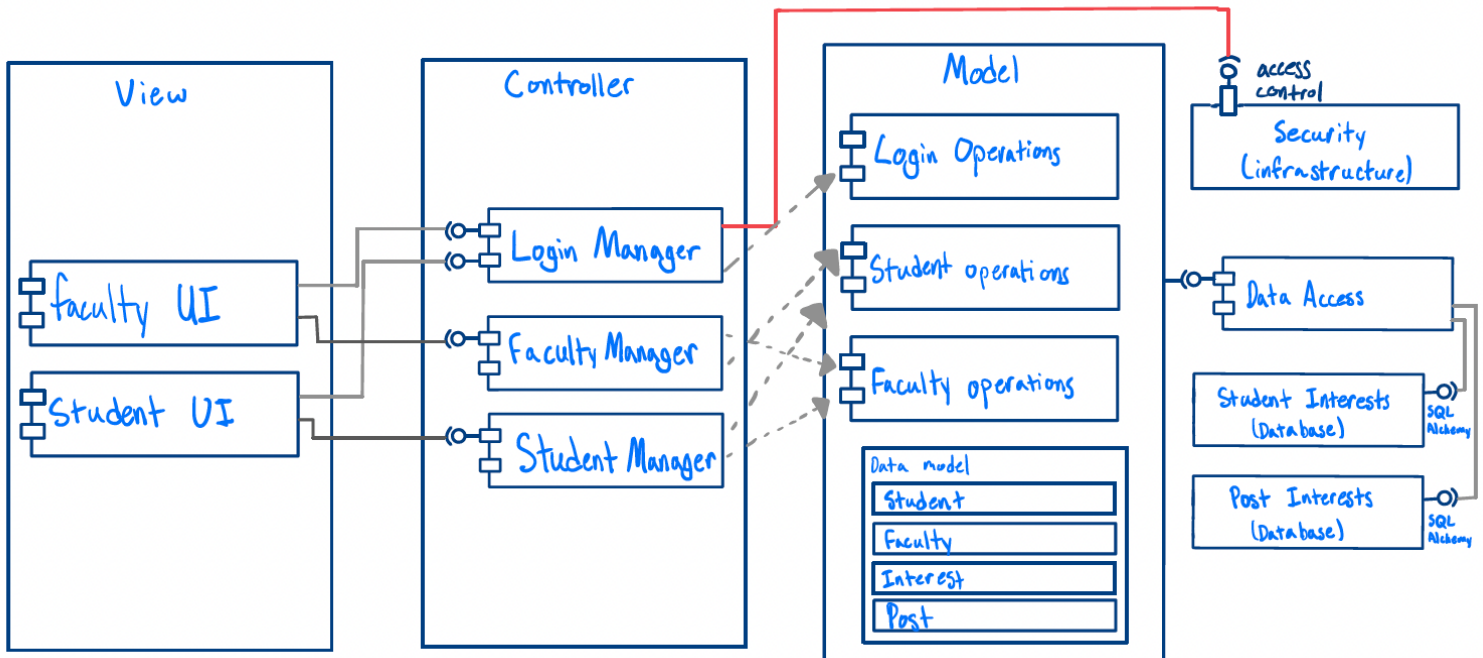 View
faculty UI
Student UI
Controller
Login Manager
Faculty Manager
Student Manager
Model
Login Operations
Student operations
Faculty operations
Data model
Student
Faculty
Interest
Post
access
control
Security
(infrastructure)
Data Access
Student Interests
(Database)
SQL
Alchemy
Post Interests
(Database)
SQL
Alchemy